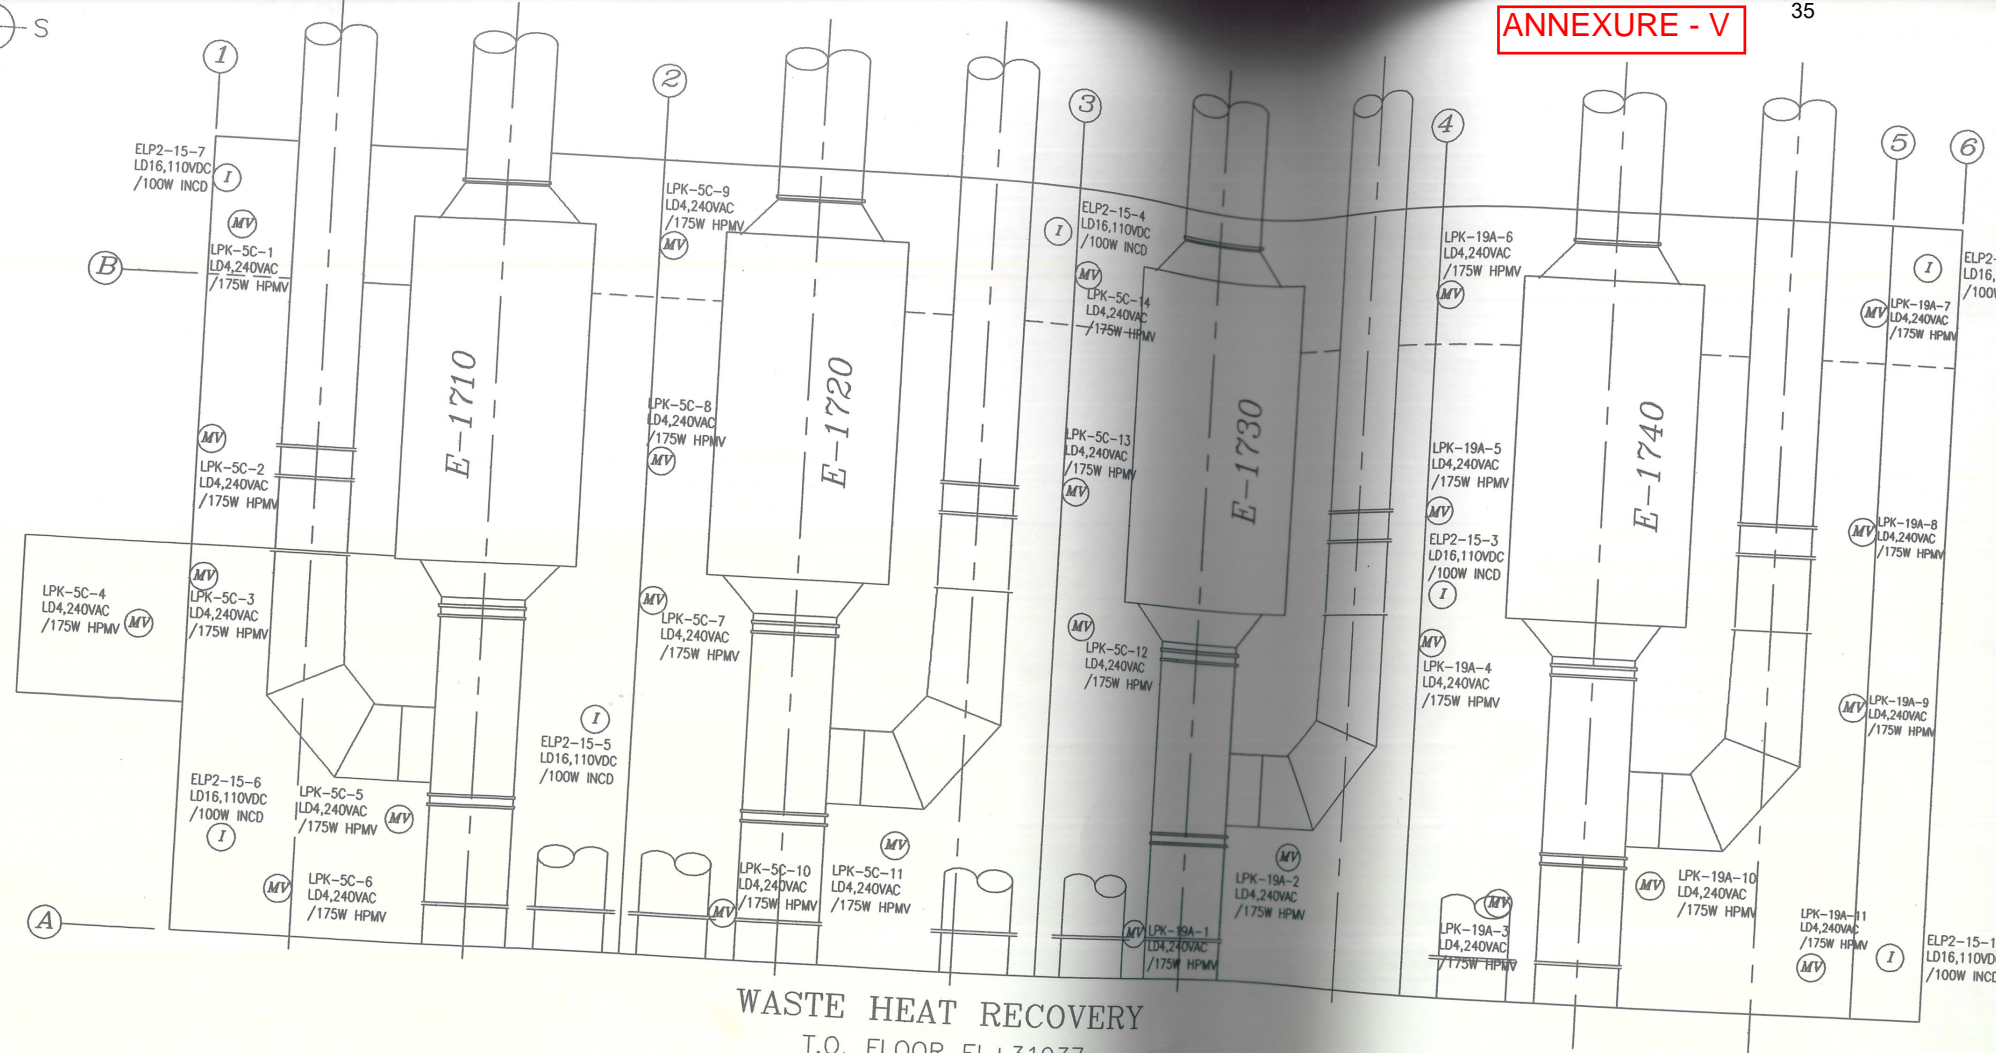 S
ANNEXURE - V
35
1
2
3
4
5
6
B
A
ELP2-15-7
LD16,110VDC
/100W INCD
I
MV
LPK-5C-1
LD4,240VAC
/175W HPMV
MV
LPK-5C-2
LD4,240VAC
/175W HPMV
MV
LPK-5C-3
LD4,240VAC
/175W HPMV
LPK-5C-4
LD4,240VAC
/175W HPMV
MV
ELP2-15-6
LD16,110VDC
/100W INCD
I
LPK-5C-5
LD4,240VAC
/175W HPMV
MV
MV
LPK-5C-6
LD4,240VAC
/175W HPMV
E-1710
I
ELP2-15-5
LD16,110VDC
/100W INCD
LPK-5C-9
LD4,240VAC
/175W HPMV
MV
LPK-5C-8
LD4,240VAC
/175W HPMV
MV
MV
LPK-5C-7
LD4,240VAC
/175W HPMV
E-1720
LPK-5C-10
LD4,240VAC
/175W HPMV
MV
MV
LPK-5C-11
LD4,240VAC
/175W HPMV
I
ELP2-15-4
LD16,110VDC
/100W INCD
MV
LPK-5C-14
LD4,240VAC
/175W HPMV
LPK-5C-13
LD4,240VAC
/175W HPMV
MV
MV
LPK-5C-12
LD4,240VAC
/175W HPMV
E-1730
MV
LPK-19A-2
LD4,240VAC
/175W HPMV
MV
LPK-19A-1
LD4,240VAC
/175W HPMV
LPK-19A-6
LD4,240VAC
/175W HPMV
MV
LPK-19A-5
LD4,240VAC
/175W HPMV
MV
ELP2-15-3
LD16,110VDC
/100W INCD
I
MV
LPK-19A-4
LD4,240VAC
/175W HPMV
MV
LPK-19A-3
LD4,240VAC
/175W HPMV
E-1740
I
ELP2-
LD16,
/100W
MV
LPK-19A-7
LD4,240VAC
/175W HPMV
MV
LPK-19A-8
LD4,240VAC
/175W HPMV
MV
LPK-19A-9
LD4,240VAC
/175W HPMV
MV
LPK-19A-10
LD4,240VAC
/175W HPMV
LPK-19A-11
LD4,240VAC
/175W HPMV
MV
I
ELP2-15-1
LD16,110VDC
/100W INCD
WASTE HEAT RECOVERY
T.O. FLOOR EL+31037